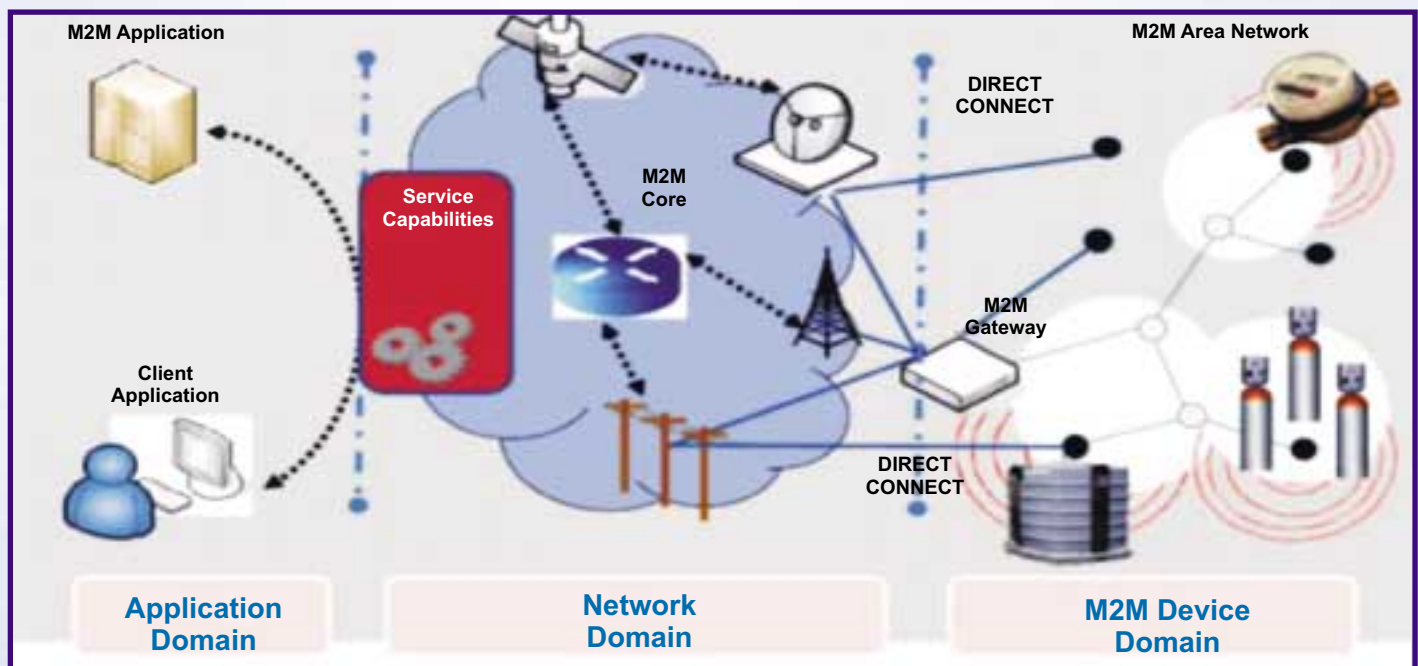 M2M Application
M2M Area Network
DIRECT
CONNECT
Service
Capabilities
M2M
Core
M2M
Gateway
Client
Application
DIRECT
CONNECT
Application
Domain
Network
Domain
M2M Device
Domain